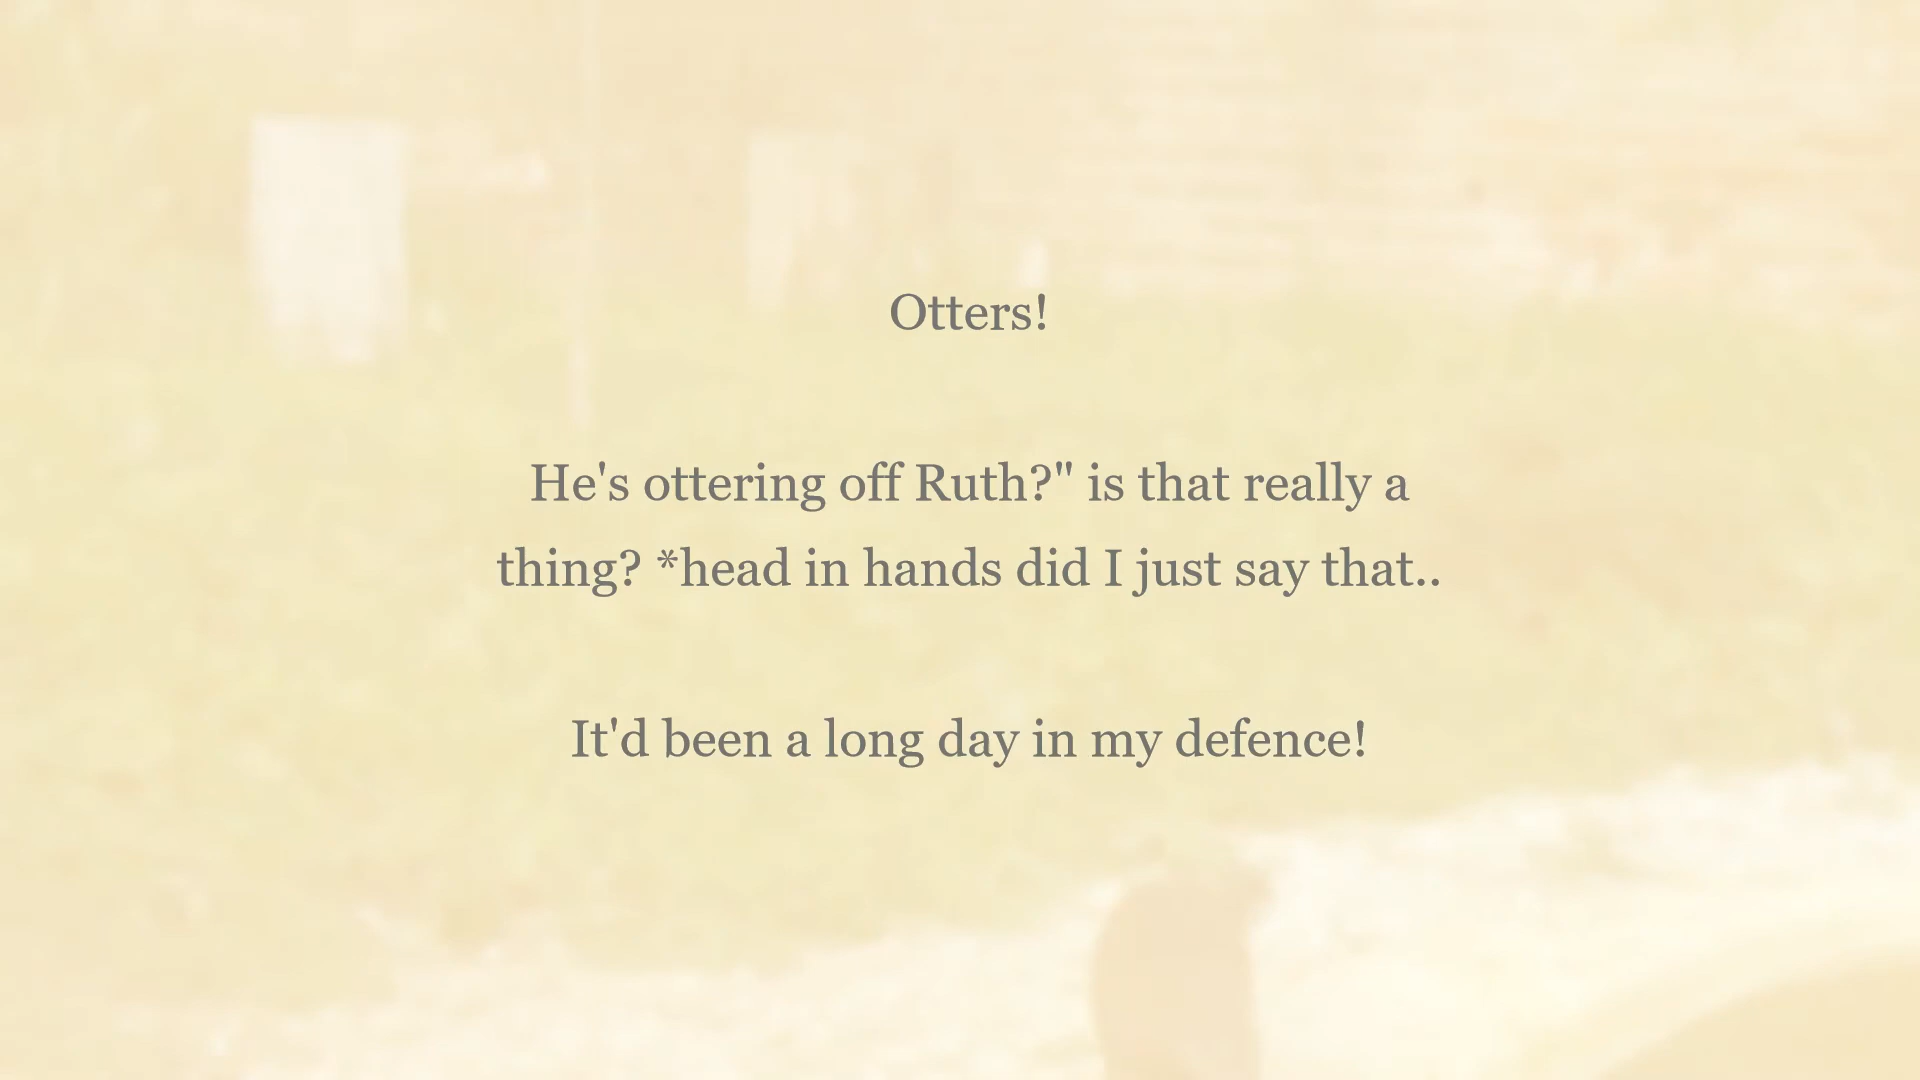 Otters!
He's ottering off Ruth?" is that really a
thing? *head in hands did I just say that..
It'd been a long day in my defence!